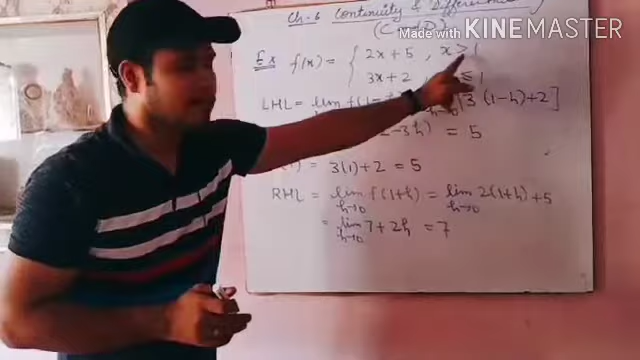 Made with KINEMASTER
Ch-6 Continuity &
Ex f(x) = { 2x + 5 , x > 1
3x + 2 , ≤ 1
LHL = lim f(1- [3 (1-h)+2]
-3h) = 5
1) = 3(1)+2 = 5
RHL = lim h→0 f(1+h) = lim h→0 2(1+h)+5
= lim h→0 7+2h = 7